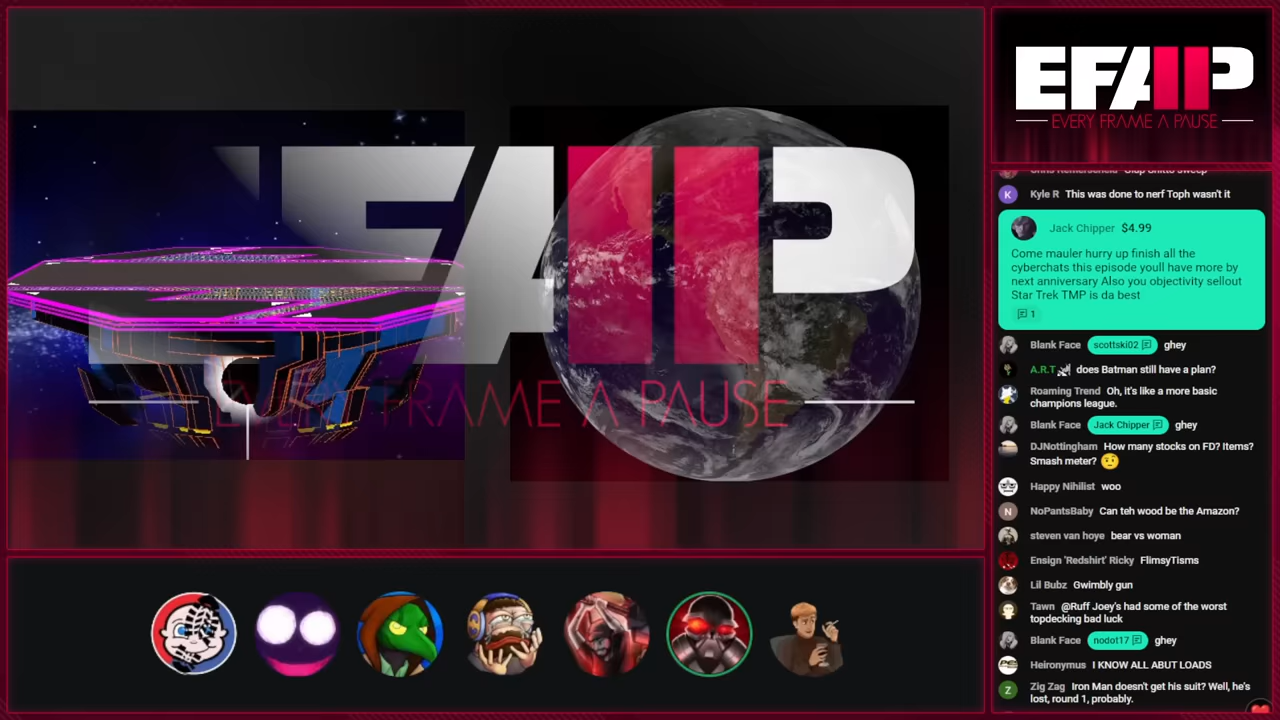 EFAP
EVERY FRAME A PAUSE
EFAP
EVERY FRAME A PAUSE
Kyle R This was done to nerf Toph wasn't it
Jack Chipper $4.99
Come mauler hurry up finish all the
cyberchats this episode youll have more by
next anniversary Also you objectivity sellout
Star Trek TMP is da best
1
Blank Face scottski02 ghey
A.R.T does Batman still have a plan?
Roaming Trend Oh, it's like a more basic
champions league.
Blank Face Jack Chipper ghey
DJNottingham How many stocks on FD? Items?
Smash meter?
Happy Nihilist woo
N
NoPantsBaby Can teh wood be the Amazon?
steven van hoye bear vs woman
Ensign 'Redshirt' Ricky FlimsyTisms
Lil Bubz Gwimbly gun
Tawn @Ruff Joey's had some of the worst
topdecking bad luck
Blank Face nodot17 ghey
Heironymus I KNOW ALL ABUT LOADS
Z
Zig Zag Iron Man doesn't get his suit? Well, he's
lost, round 1, probably.